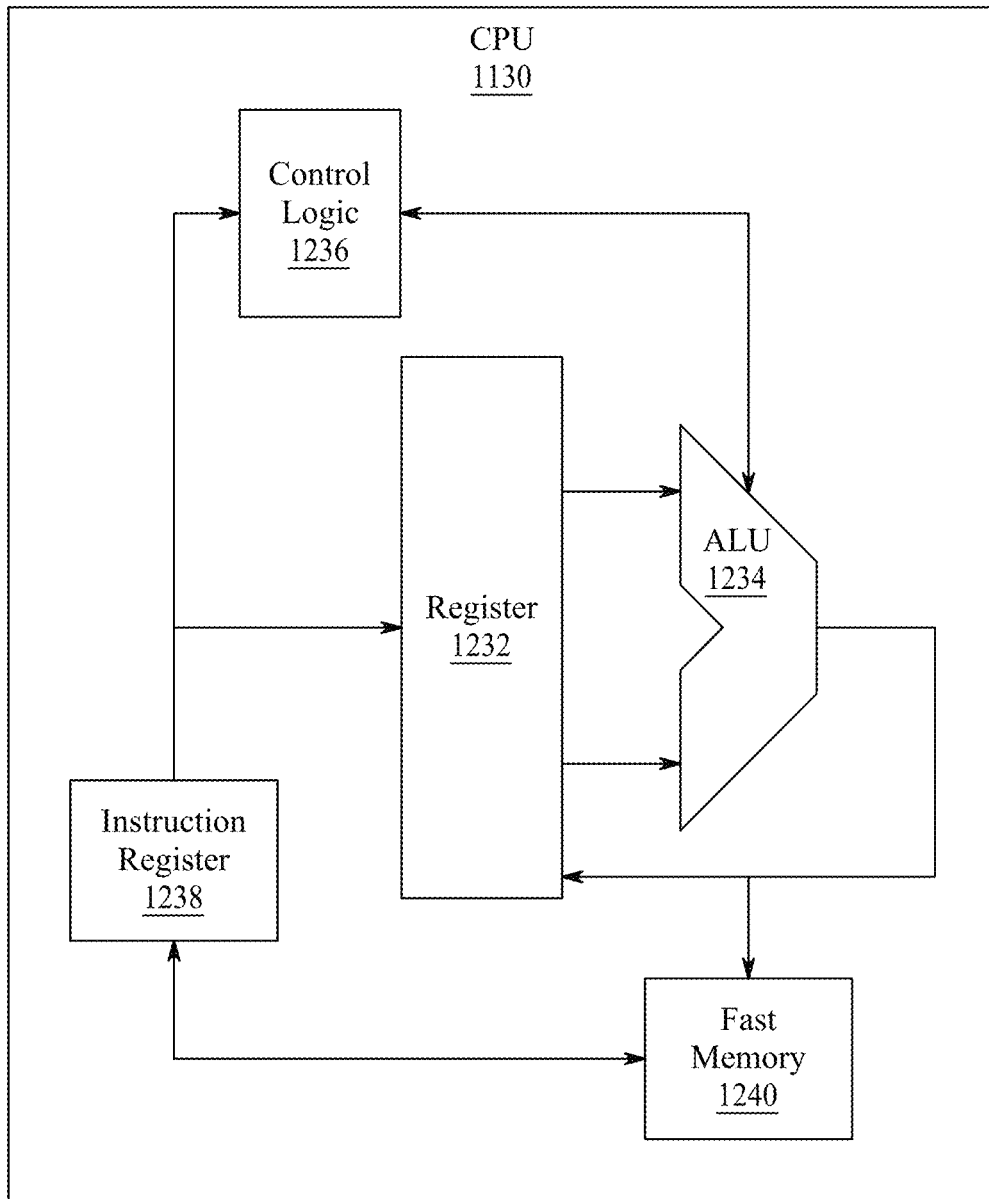 CPU
1130
Control
Logic
1236
ALU
1234
Register
1232
Instruction
Register
1238
Fast
Memory
1240